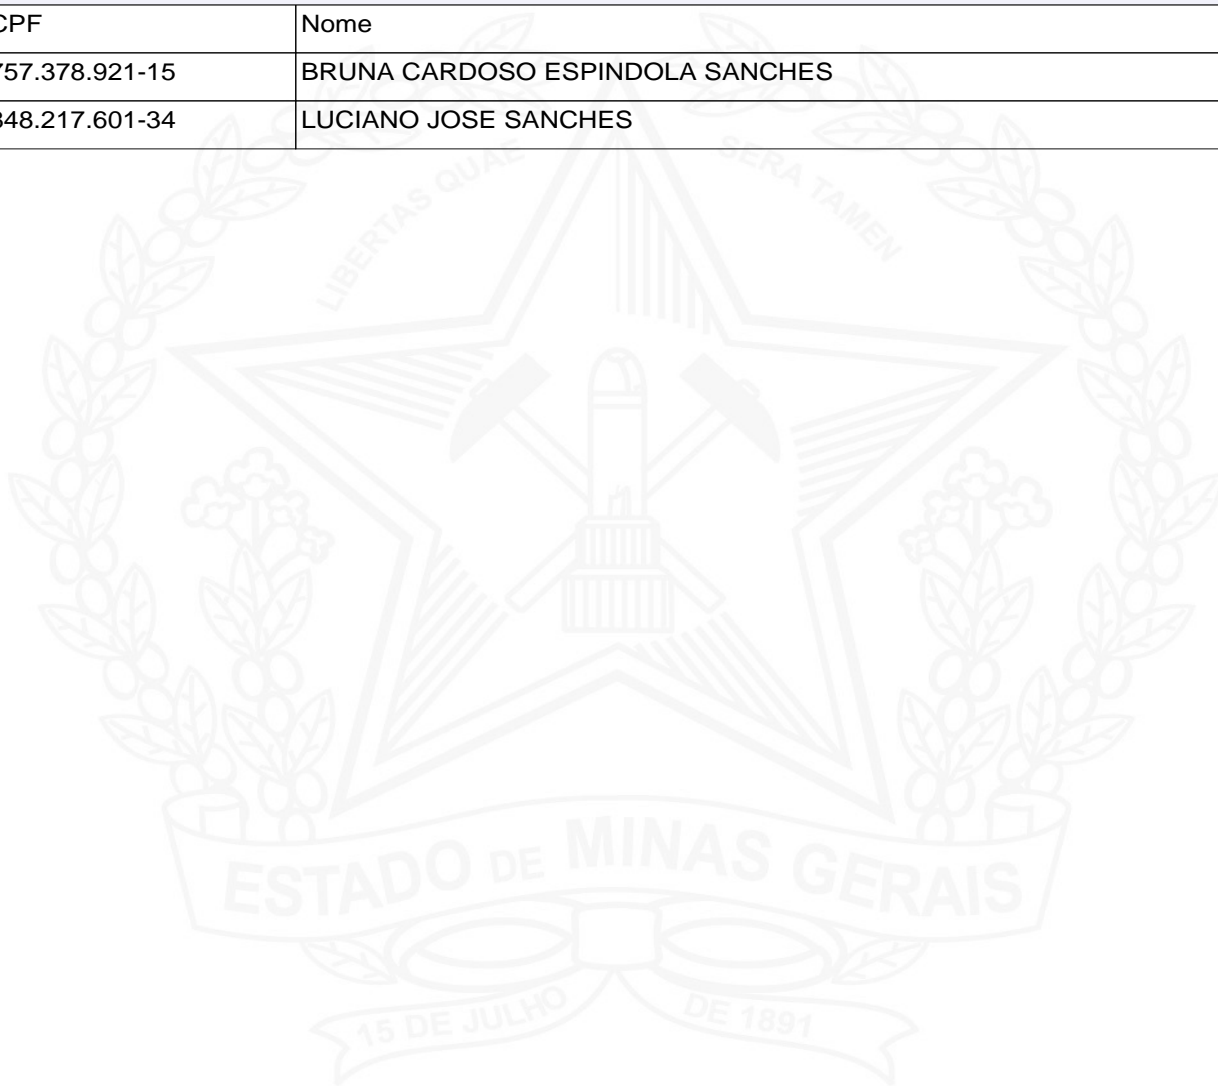 CPF Nome
757.378.921-15 BRUNA CARDOSO ESPINDOLA SANCHES
848.217.601-34 LUCIANO JOSE SANCHES
LIBERTAS QUAE SERA TAMEN
ESTADO DE MINAS GERAIS
15 DE JULHO DE 1891